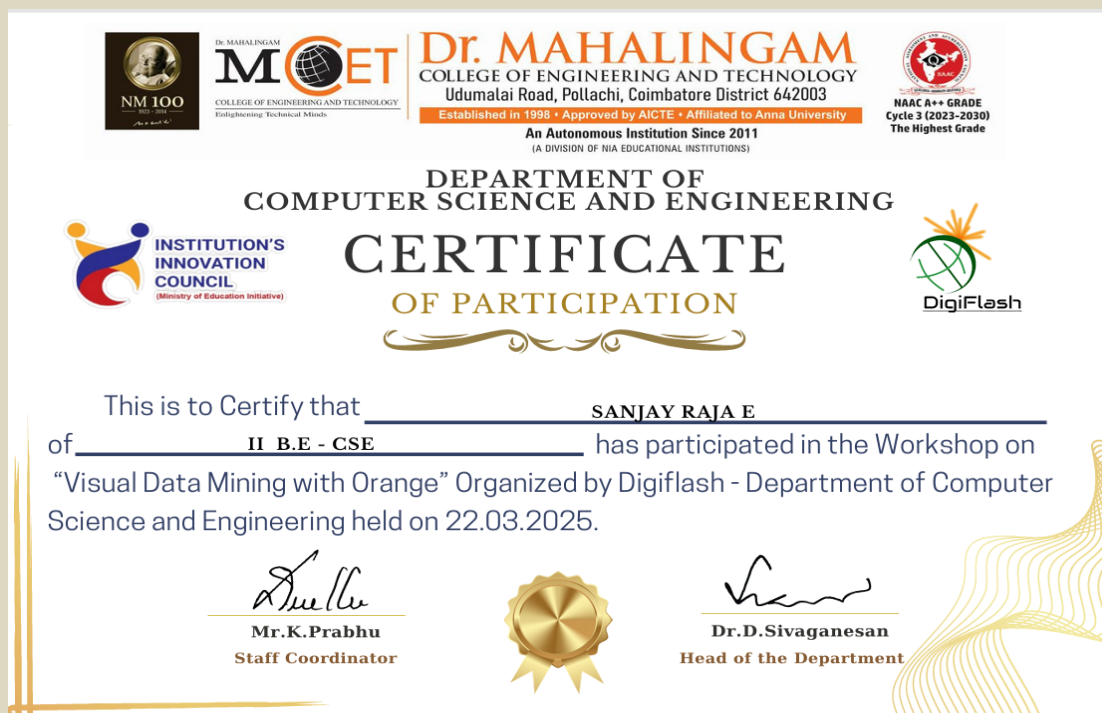 NM 100
1923 - 2014
Dr. MAHALINGAM
MCET
COLLEGE OF ENGINEERING AND TECHNOLOGY
Enlightening Technical Minds
Dr. MAHALINGAM
COLLEGE OF ENGINEERING AND TECHNOLOGY
Udumalai Road, Pollachi, Coimbatore District 642003
Established in 1998 • Approved by AICTE • Affiliated to Anna University
An Autonomous Institution Since 2011
(A DIVISION OF NIA EDUCATIONAL INSTITUTIONS)
NAAC A++ GRADE
Cycle 3 (2023-2030)
The Highest Grade
DEPARTMENT OF
COMPUTER SCIENCE AND ENGINEERING
INSTITUTION'S
INNOVATION
COUNCIL
(Ministry of Education Initiative)
CERTIFICATE
OF PARTICIPATION
DigiFlash
This is to Certify that SANJAY RAJA E
of II B.E - CSE has participated in the Workshop on
“Visual Data Mining with Orange” Organized by Digiflash - Department of Computer
Science and Engineering held on 22.03.2025.
Mr.K.Prabhu
Staff Coordinator
Dr.D.Sivaganesan
Head of the Department